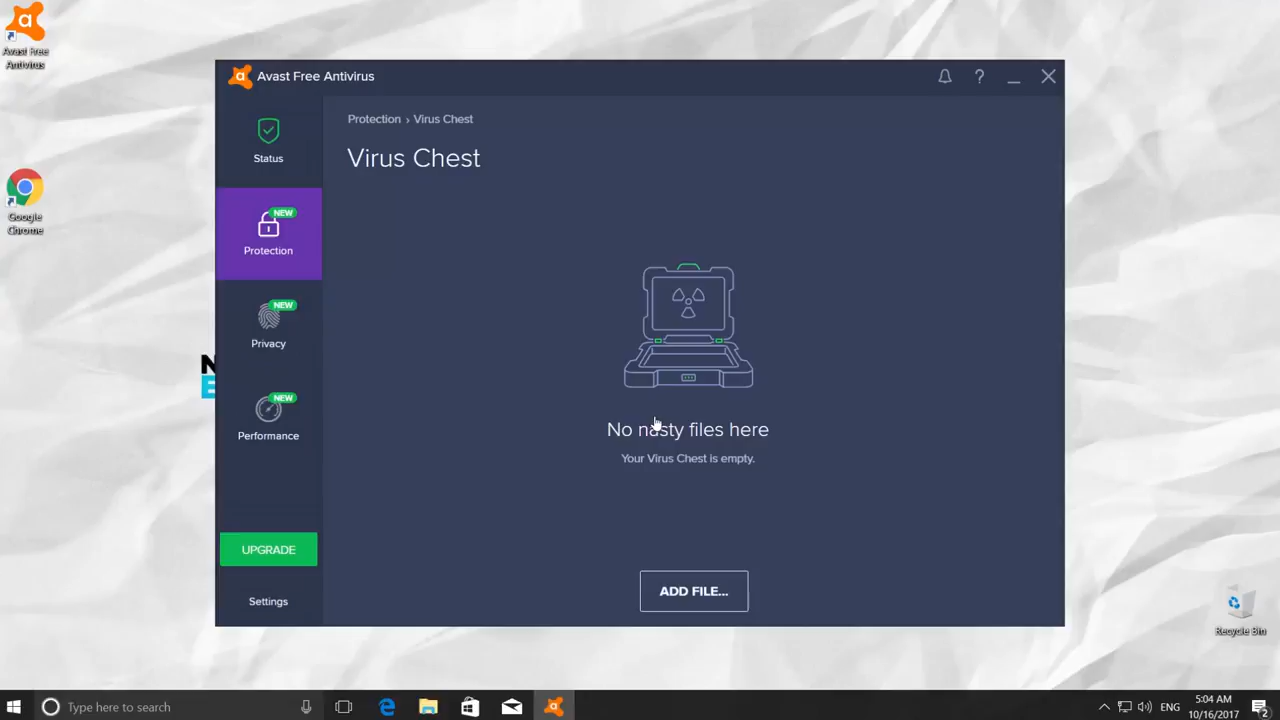 Avast Free
Antivirus
Google
Chrome
Recycle Bin
N
E
Avast Free Antivirus
?
Status
NEW
Protection
NEW
Privacy
NEW
Performance
UPGRADE
Settings
Protection › Virus Chest
Virus Chest
No nasty files here
Your Virus Chest is empty.
ADD FILE...
Type here to search
ENG
5:04 AM
10/16/2017
2